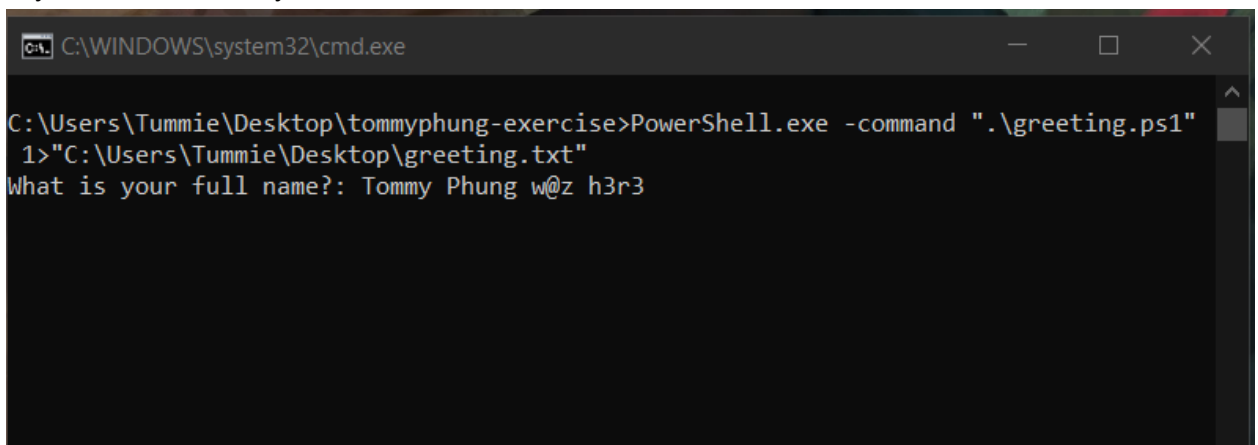 C:\WINDOWS\system32\cmd.exe
C:\Users\Tummie\Desktop\tommyphung-exercise>PowerShell.exe -command ".\greeting.ps1"
1>"C:\Users\Tummie\Desktop\greeting.txt"
What is your full name?: Tommy Phung w@z h3r3